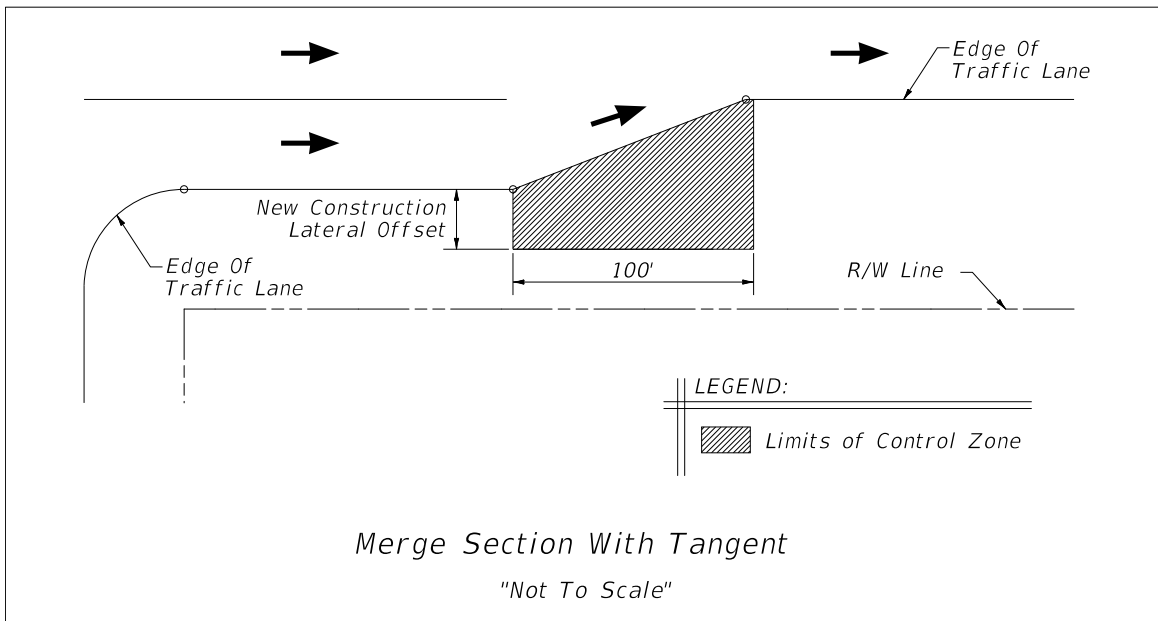 Edge Of
Traffic Lane
New Construction
Lateral Offset
Edge Of
Traffic Lane
100'
R/W Line
LEGEND:
Limits of Control Zone
Merge Section With Tangent
"Not To Scale"